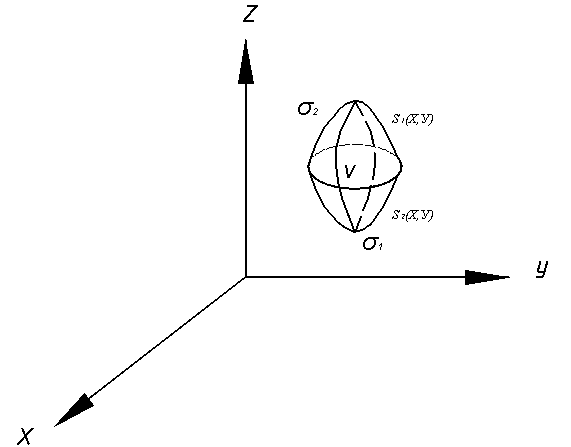 Z
σ₂
S₁(X,У)
V
S₂(X,У)
σ₁
y
X